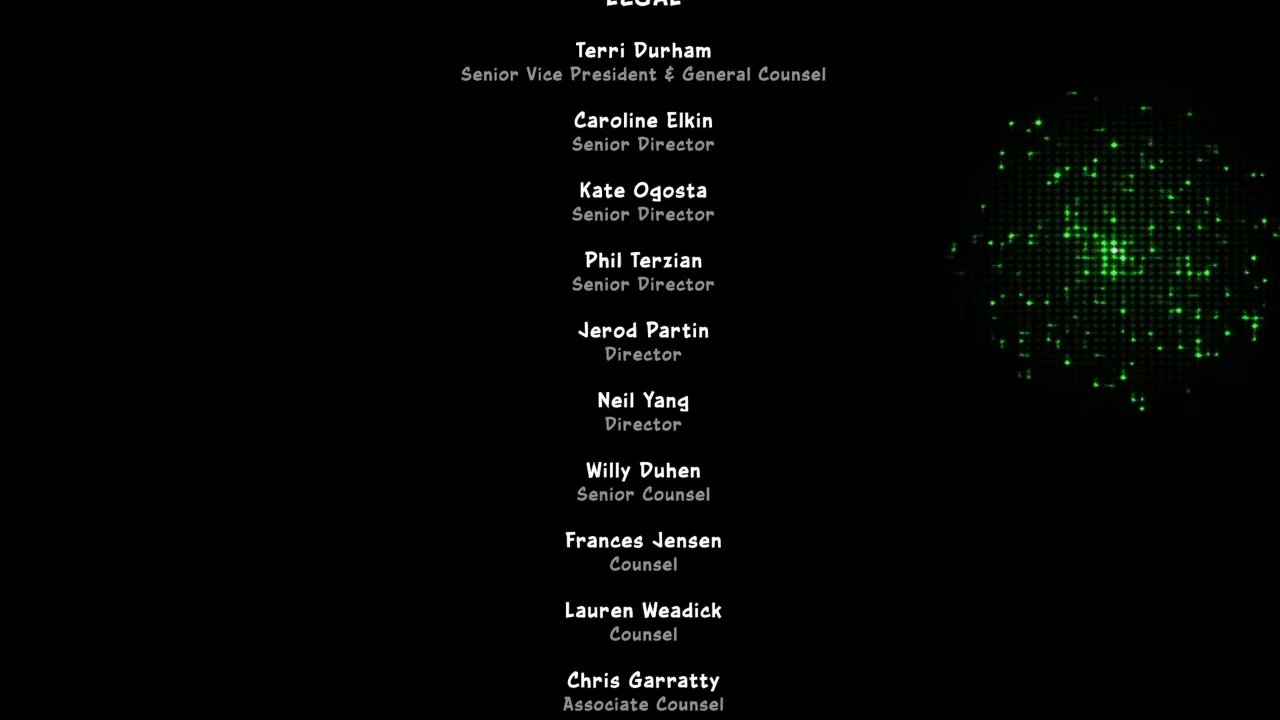 LEGAL
Terri Durham
Senior Vice President & General Counsel
Caroline Elkin
Senior Director
Kate Ogosta
Senior Director
Phil Terzian
Senior Director
Jerod Partin
Director
Neil Yang
Director
Willy Duhen
Senior Counsel
Frances Jensen
Counsel
Lauren Weadick
Counsel
Chris Garratty
Associate Counsel